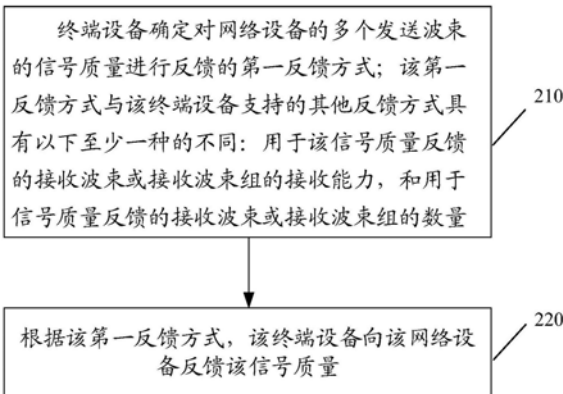 终端设备确定对网络设备的多个发送波束
的信号质量进行反馈的第一反馈方式；该第一
反馈方式与该终端设备支持的其他反馈方式具
有以下至少一种的不同：用于该信号质量反馈
的接收波束或接收波束组的接收能力，和用于
信号质量反馈的接收波束或接收波束组的数量
210
根据该第一反馈方式，该终端设备向该网络设
备反馈该信号质量
220